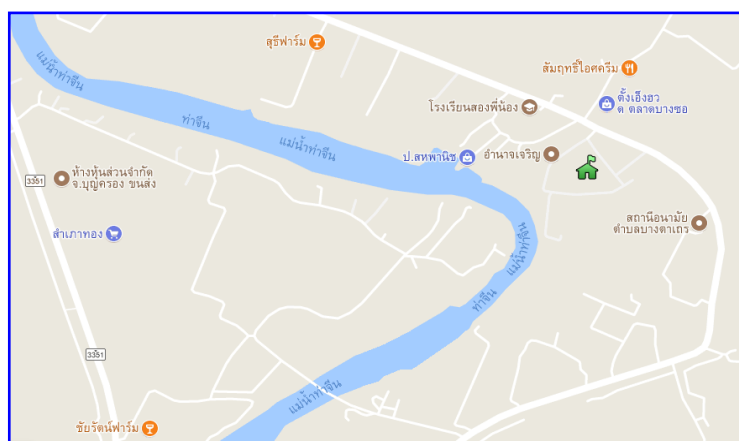 สุธีฟาร์ม
แม่น้ำท่าจีน
สัมฤทธิ์ไอศครีม
ตั้งเอ็งฮวด
ต ตลาดบางซอ
โรงเรียนสองพี่น้อง
ท่าจีน
แม่น้ำท่าจีน
ป.สหพานิช
อำนาจเจริญ
ห้างหุ้นส่วนจำกัด
จ.บุญครอง ขนส่ง
3351
สถานีอนามัย
ตำบลบางตาเถร
สำเภาทอง
แม่น้ำท่าจีน
ท่าจีน
3351
แม่น้ำท่าจีน
ชัยรัตน์ฟาร์ม